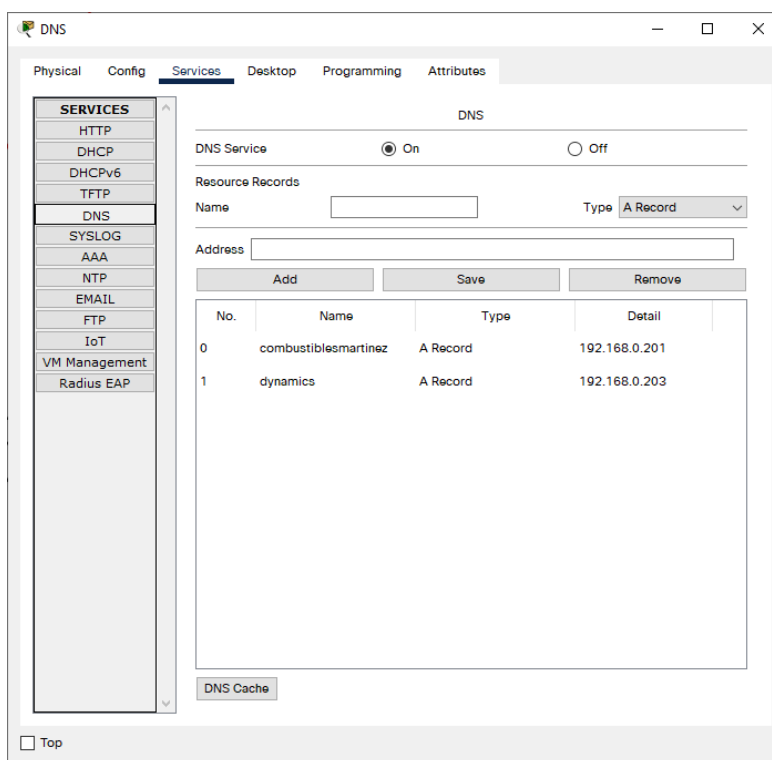 DNS
Physical Config Services Desktop Programming Attributes
SERVICES
HTTP
DHCP
DHCPv6
TFTP
DNS
SYSLOG
AAA
NTP
EMAIL
FTP
IoT
VM Management
Radius EAP
DNS
DNS Service On Off
Resource Records
Name Type A Record
Address
Add Save Remove
No. Name Type Detail
0 combustiblesmartinez A Record 192.168.0.201
1 dynamics A Record 192.168.0.203
DNS Cache
Top